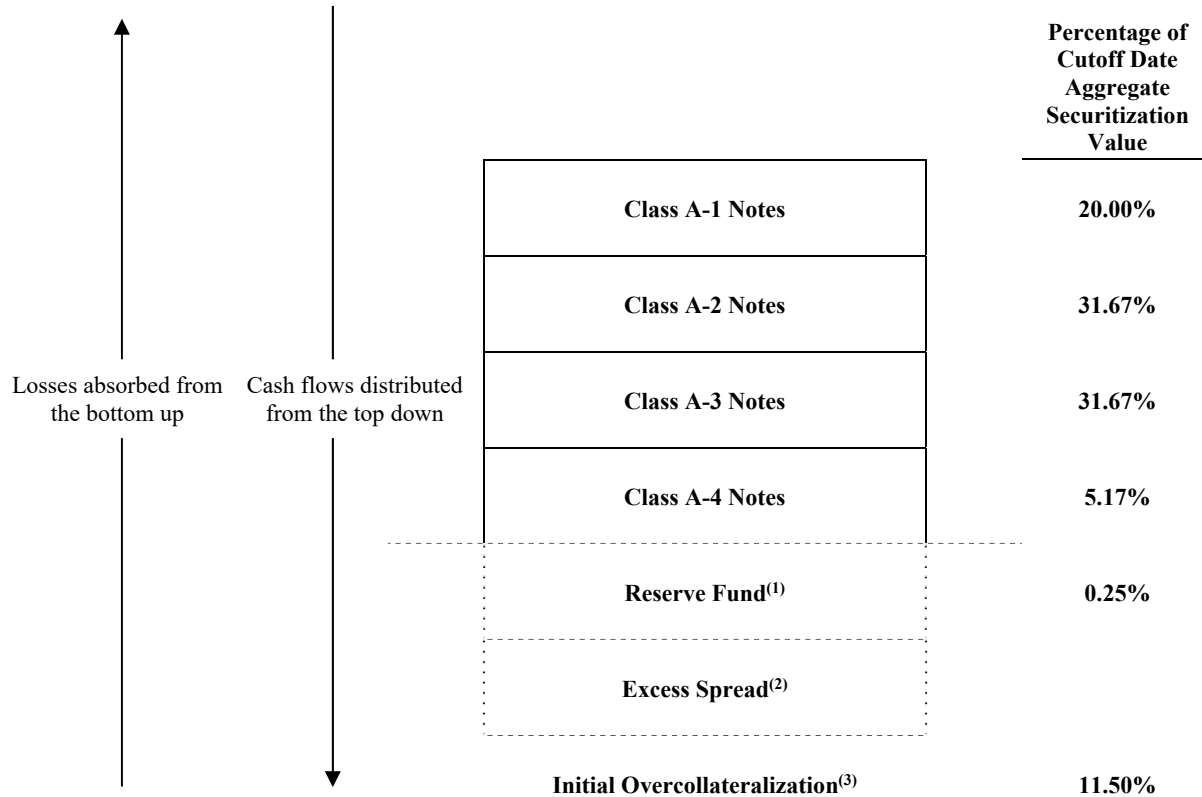 Percentage of
Cutoff Date
Aggregate
Securitization
Value
Class A-1 Notes 20.00%
Class A-2 Notes 31.67%
Losses absorbed from
the bottom up
Cash flows distributed
from the top down
Class A-3 Notes 31.67%
Class A-4 Notes 5.17%
Reserve Fund(1) 0.25%
Excess Spread(2)
Initial Overcollateralization(3) 11.50%